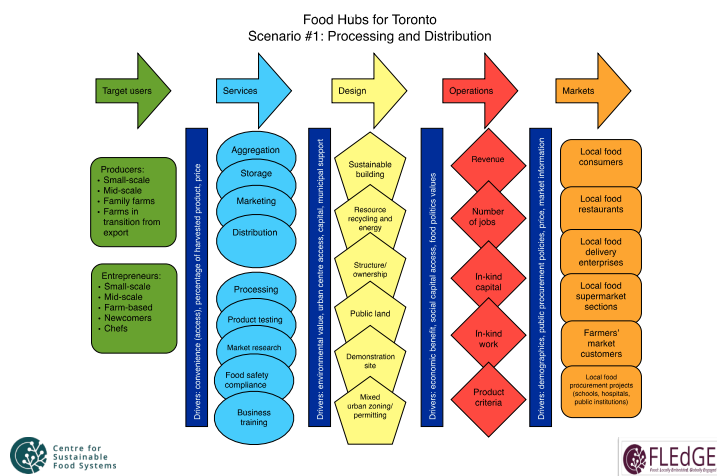 Food Hubs for Toronto
Scenario #1: Processing and Distribution
Target users
Services
Design
Operations
Markets
Producers:
• Small-scale
• Mid-scale
• Family farms
• Farms in
transition from
export
Entrepreneurs:
• Small-scale
• Mid-scale
• Farm-based
• Newcomers
• Chefs
Drivers: convenience (access), percentage of harvested product, price
Aggregation
Storage
Marketing
Distribution
Processing
Product testing
Market research
Food safety
compliance
Business
training
Drivers: environmental value, urban centre access, capital, municipal support
Sustainable
building
Resource
recycling and
energy
Structure/
ownership
Public land
Demonstration
site
Mixed
urban zoning/
permitting
Drivers: economic benefit, social capital access, food politics values
Revenue
Number
of jobs
In-kind
capital
In-kind
work
Product
criteria
Drivers: demographics, public procurement policies, price, market information
Local food
consumers
Local food
restaurants
Local food
delivery
enterprises
Local food
supermarket
sections
Farmers'
market
customers
Local food
procurement projects
(schools, hospitals,
public institutions)
Centre for
Sustainable
Food Systems
FLEdGE
Food: Locally Embedded, Globally Engaged